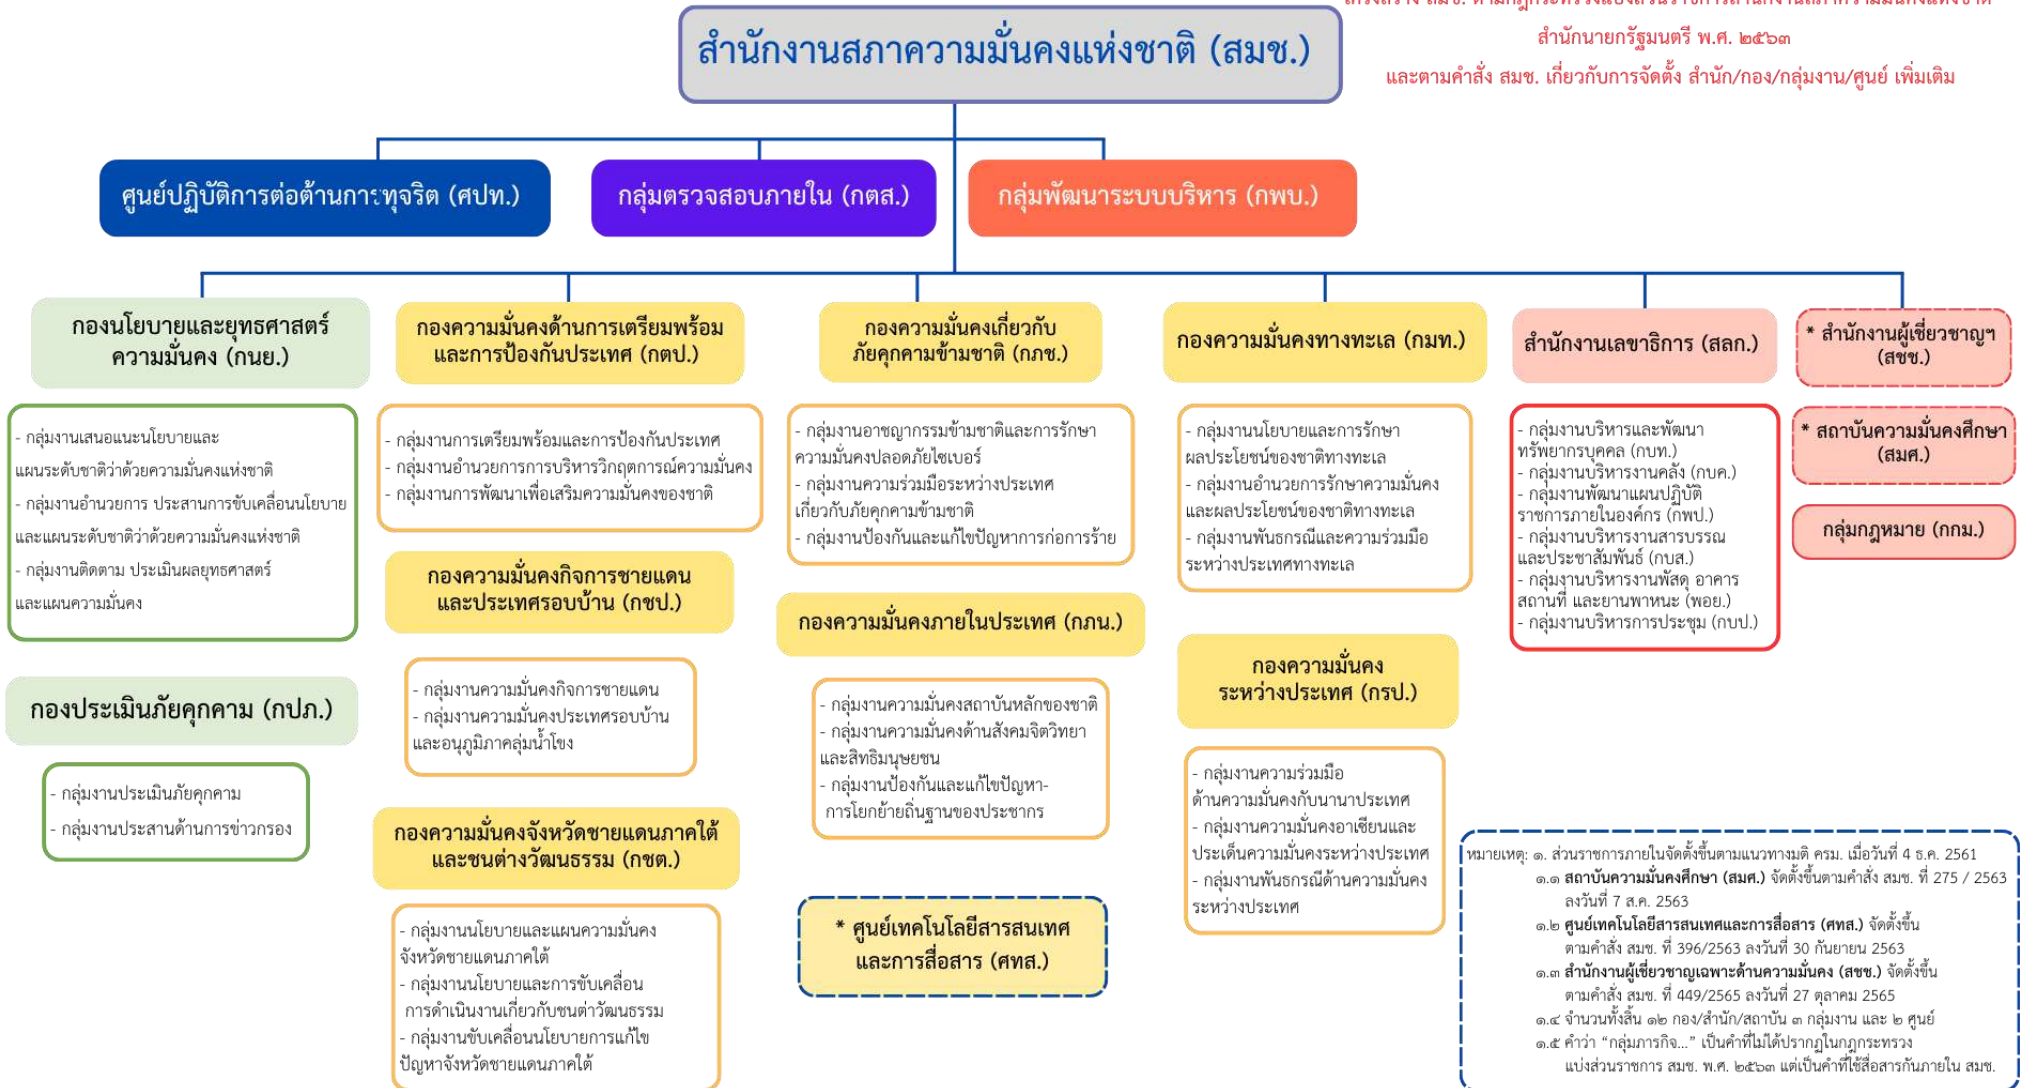 สำนักงานสภาความมั่นคงแห่งชาติ (สมช.)
โครงสร้าง สมช. ตามกฎกระทรวงแบ่งส่วนราชการสำนักงานสภาความมั่นคงแห่งชาติ
สำนักนายกรัฐมนตรี พ.ศ. ๒๕๖๓
และตามคำสั่ง สมช. เกี่ยวกับการจัดตั้ง สำนัก/กอง/กลุ่มงาน/ศูนย์ เพิ่มเติม
ศูนย์ปฏิบัติการต่อต้านการทุจริต (ศปท.)
กลุ่มตรวจสอบภายใน (กตส.)
กลุ่มพัฒนาระบบบริหาร (กพบ.)
กองนโยบายและยุทธศาสตร์
ความมั่นคง (กนย.)
- กลุ่มงานเสนอแนะนโยบายและ
แผนระดับชาติว่าด้วยความมั่นคงแห่งชาติ
- กลุ่มงานอำนวยการ ประสานการขับเคลื่อนนโยบาย
และแผนระดับชาติว่าด้วยความมั่นคงแห่งชาติ
- กลุ่มงานติดตาม ประเมินผลยุทธศาสตร์
และแผนความมั่นคง
กองประเมินภัยคุกคาม (กปภ.)
- กลุ่มงานประเมินภัยคุกคาม
- กลุ่มงานประสานด้านการข่าวกรอง
กองความมั่นคงด้านการเตรียมพร้อม
และการป้องกันประเทศ (กตป.)
- กลุ่มงานการเตรียมพร้อมและการป้องกันประเทศ
- กลุ่มงานอำนวยการการบริหารวิกฤตการณ์ความมั่นคง
- กลุ่มงานการพัฒนาเพื่อเสริมความมั่นคงของชาติ
กองความมั่นคงกิจการชายแดน
และประเทศรอบบ้าน (กชป.)
- กลุ่มงานความมั่นคงกิจการชายแดน
- กลุ่มงานความมั่นคงประเทศรอบบ้าน
และอนุภูมิภาคลุ่มน้ำโขง
กองความมั่นคงจังหวัดชายแดนภาคใต้
และชนต่างวัฒนธรรม (กชต.)
- กลุ่มงานนโยบายและแผนความมั่นคง
จังหวัดชายแดนภาคใต้
- กลุ่มงานนโยบายและการขับเคลื่อน
การดำเนินงานเกี่ยวกับชนต่าวัฒนธรรม
- กลุ่มงานขับเคลื่อนนโยบายการแก้ไข
ปัญหาจังหวัดชายแดนภาคใต้
กองความมั่นคงเกี่ยวกับ
ภัยคุกคามข้ามชาติ (กภช.)
- กลุ่มงานอาชญากรรมข้ามชาติและการรักษา
ความมั่นคงปลอดภัยไซเบอร์
- กลุ่มงานความร่วมมือระหว่างประเทศ
เกี่ยวกับภัยคุกคามข้ามชาติ
- กลุ่มงานป้องกันและแก้ไขปัญหาการก่อการร้าย
กองความมั่นคงภายในประเทศ (กภน.)
- กลุ่มงานความมั่นคงสถาบันหลักของชาติ
- กลุ่มงานความมั่นคงด้านสังคมจิตวิทยา
และสิทธิมนุษยชน
- กลุ่มงานป้องกันและแก้ไขปัญหา-
การโยกย้ายถิ่นฐานของประชากร
* ศูนย์เทคโนโลยีสารสนเทศ
และการสื่อสาร (ศทส.)
กองความมั่นคงทางทะเล (กมท.)
- กลุ่มงานนโยบายและการรักษา
ผลประโยชน์ของชาติทางทะเล
- กลุ่มงานอำนวยการรักษาความมั่นคง
และผลประโยชน์ของชาติทางทะเล
- กลุ่มงานพันธกรณีและความร่วมมือ
ระหว่างประเทศทางทะเล
กองความมั่นคง
ระหว่างประเทศ (กรป.)
- กลุ่มงานความร่วมมือ
ด้านความมั่นคงกับนานาประเทศ
- กลุ่มงานความมั่นคงอาเซียนและ
ประเด็นความมั่นคงระหว่างประเทศ
- กลุ่มงานพันธกรณีด้านความมั่นคง
ระหว่างประเทศ
สำนักงานเลขาธิการ (สลก.)
- กลุ่มงานบริหารและพัฒนา
ทรัพยากรบุคคล (กบท.)
- กลุ่มงานบริหารงานคลัง (กบค.)
- กลุ่มงานพัฒนาแผนปฏิบัติ
ราชการภายในองค์กร (กพป.)
- กลุ่มงานบริหารงานสารบรรณ
และประชาสัมพันธ์ (กบส.)
- กลุ่มงานบริหารงานพัสดุ อาคาร
สถานที่ และยานพาหนะ (พอย.)
- กลุ่มงานบริหารการประชุม (กบป.)
* สำนักงานผู้เชี่ยวชาญฯ
(สชช.)
* สถาบันความมั่นคงศึกษา
(สมศ.)
กลุ่มกฎหมาย (กกม.)
หมายเหตุ: ๑. ส่วนราชการภายในจัดตั้งขึ้นตามแนวทางมติ ครม. เมื่อวันที่ 4 ธ.ค. 2561
๑.๑ สถาบันความมั่นคงศึกษา (สมศ.) จัดตั้งขึ้นตามคำสั่ง สมช. ที่ 275 / 2563
ลงวันที่ 7 ส.ค. 2563
๑.๒ ศูนย์เทคโนโลยีสารสนเทศและการสื่อสาร (ศทส.) จัดตั้งขึ้น
ตามคำสั่ง สมช. ที่ 396/2563 ลงวันที่ 30 กันยายน 2563
๑.๓ สำนักงานผู้เชี่ยวชาญเฉพาะด้านความมั่นคง (สชช.) จัดตั้งขึ้น
ตามคำสั่ง สมช. ที่ 449/2565 ลงวันที่ 27 ตุลาคม 2565
๑.๔ จำนวนทั้งสิ้น ๑๒ กอง/สำนัก/สถาบัน ๓ กลุ่มงาน และ ๒ ศูนย์
๑.๕ คำว่า “กลุ่มภารกิจ...” เป็นคำที่ไม่ได้ปรากฏในกฎกระทรวง
แบ่งส่วนราชการ สมช. พ.ศ. ๒๕๖๓ แต่เป็นคำที่ใช้สื่อสารกันภายใน สมช.